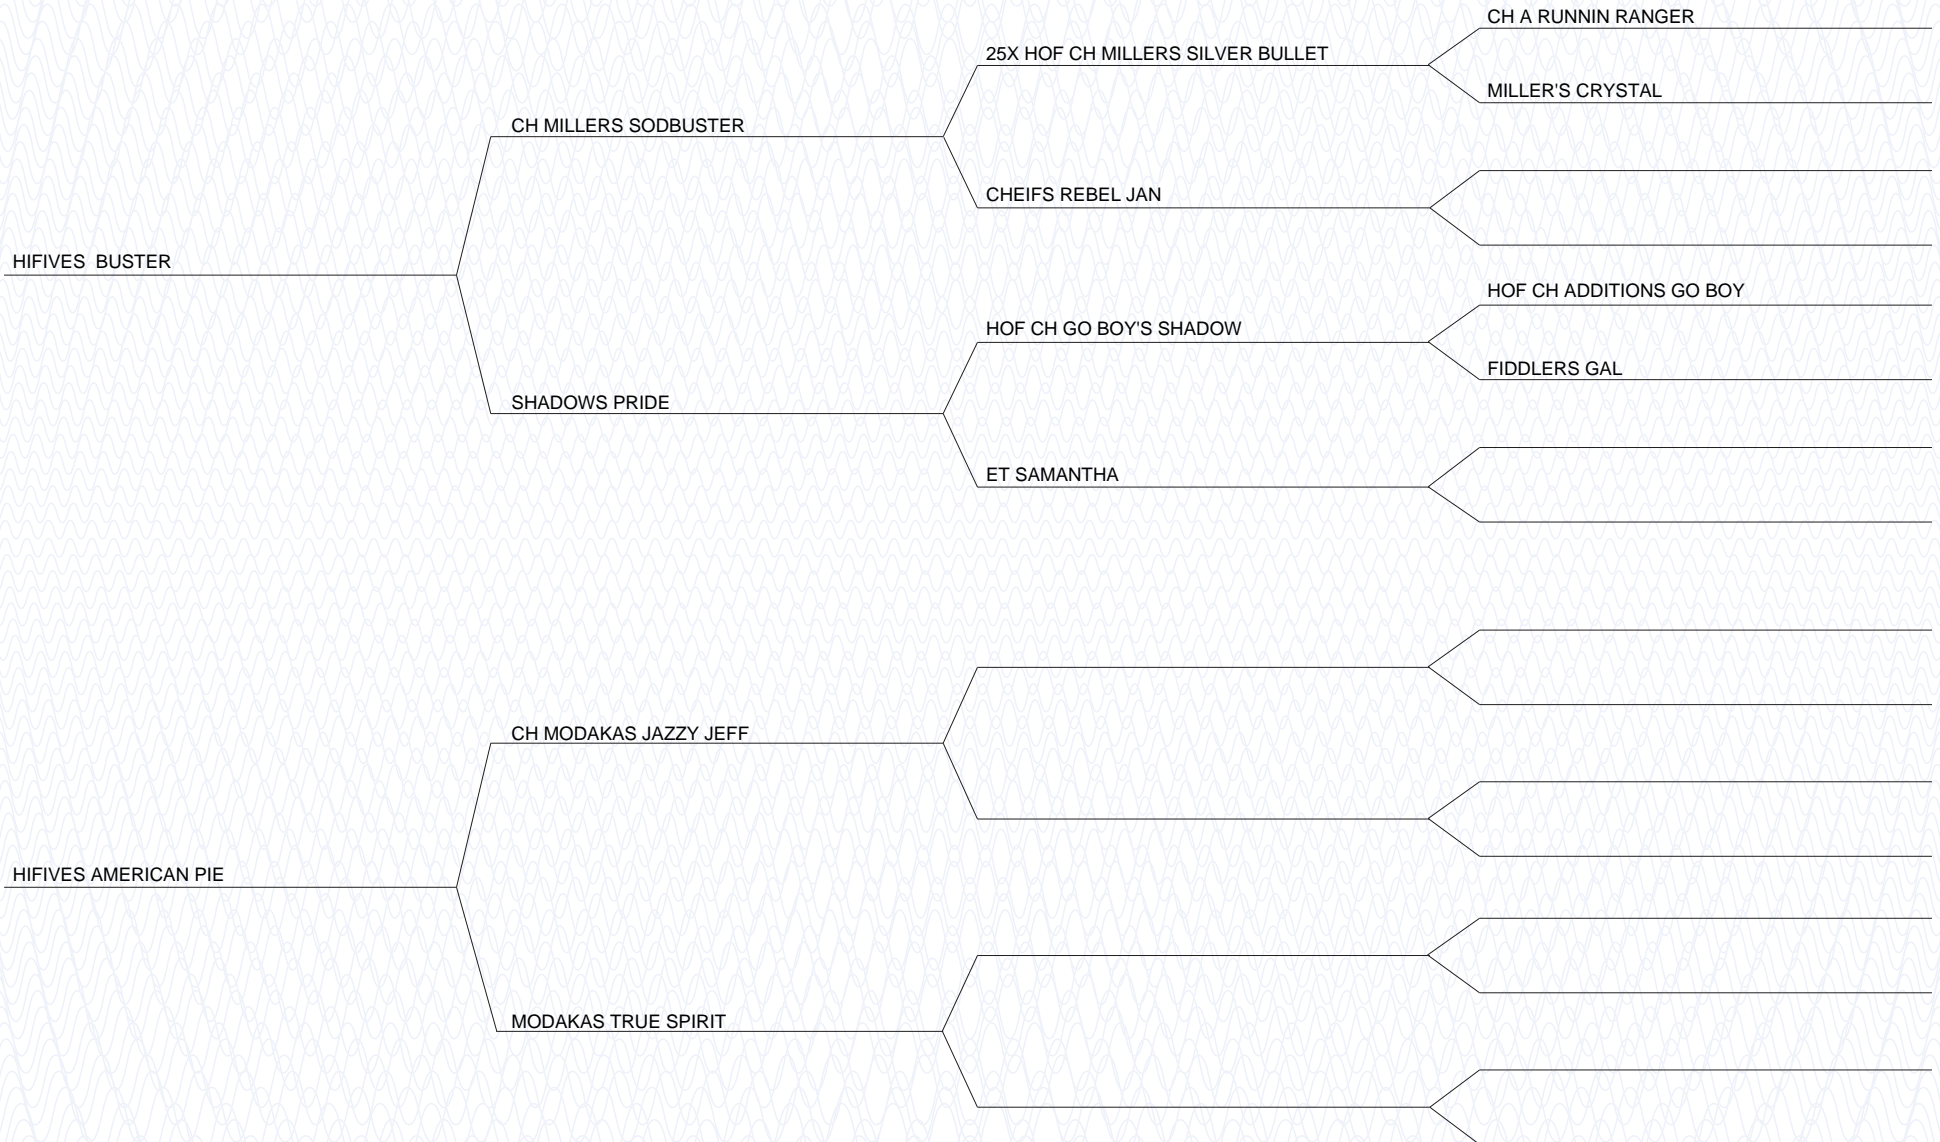 CH A RUNNIN RANGER
25X HOF CH MILLERS SILVER BULLET
MILLER'S CRYSTAL
CH MILLERS SODBUSTER
CHEIFS REBEL JAN
HIFIVES  BUSTER
HOF CH ADDITIONS GO BOY
HOF CH GO BOY'S SHADOW
FIDDLERS GAL
SHADOWS PRIDE
ET SAMANTHA
CH MODAKAS JAZZY JEFF
HIFIVES AMERICAN PIE
MODAKAS TRUE SPIRIT